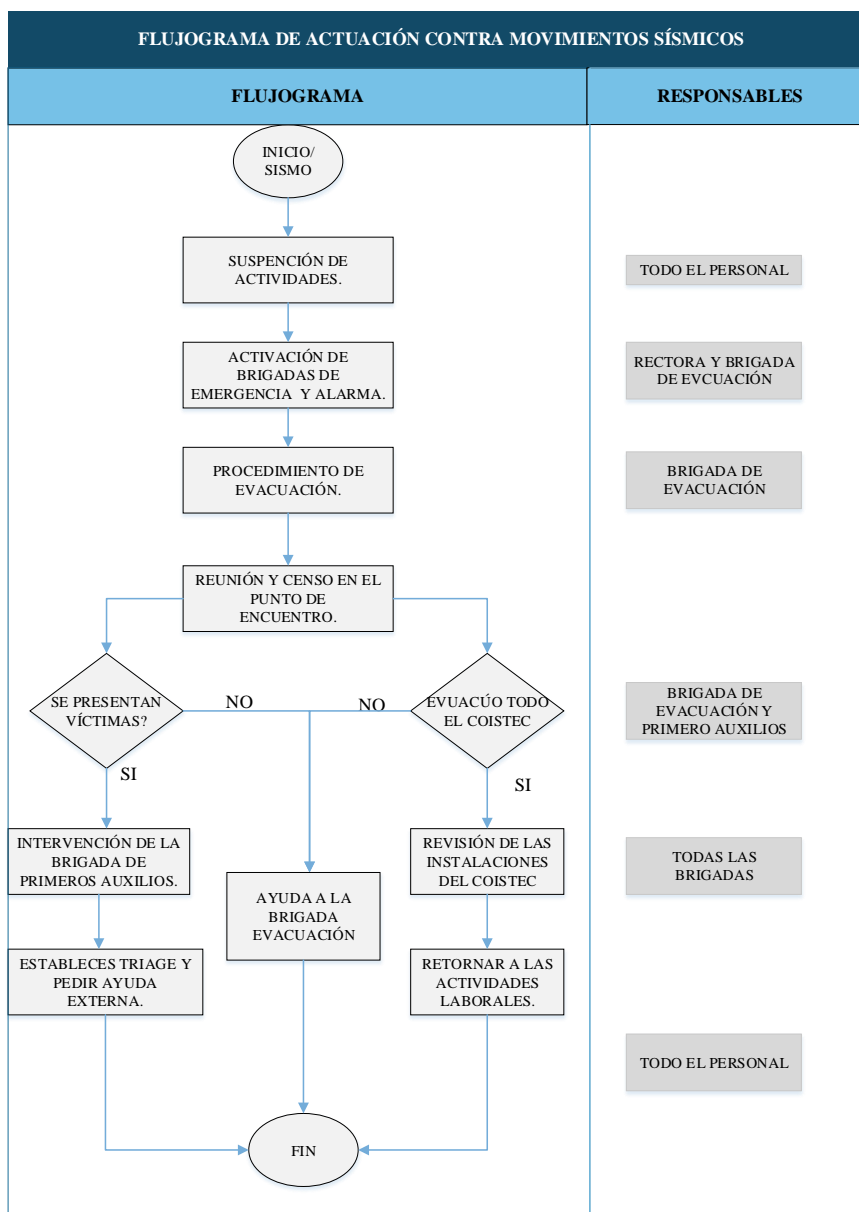 FLUJOGRAMA DE ACTUACIÓN CONTRA MOVIMIENTOS SÍSMICOS
FLUJOGRAMA
RESPONSABLES
INICIO/
SISMO
SUSPENCIÓN DE
ACTIVIDADES.
TODO EL PERSONAL
ACTIVACIÓN DE
BRIGADAS DE
EMERGENCIA Y ALARMA.
RECTORA Y BRIGADA
DE EVCUACIÓN
PROCEDIMIENTO DE
EVACUACIÓN.
BRIGADA DE
EVACUACIÓN
REUNIÓN Y CENSO EN EL
PUNTO DE
ENCUENTRO.
SE PRESENTAN
VÍCTIMAS?
NO
NO
EVUACÚO TODO
EL COISTEC
BRIGADA DE
EVACUACIÓN Y
PRIMERO AUXILIOS
SI
SI
INTERVENCIÓN DE LA
BRIGADA DE
PRIMEROS AUXILIOS.
REVISIÓN DE LAS
INSTALACIONES
DEL COISTEC
TODAS LAS
BRIGADAS
AYUDA A LA
BRIGADA
EVACUACIÓN
ESTABLECES TRIAGE Y
PEDIR AYUDA
EXTERNA.
RETORNAR A LAS
ACTIVIDADES
LABORALES.
TODO EL PERSONAL
FIN